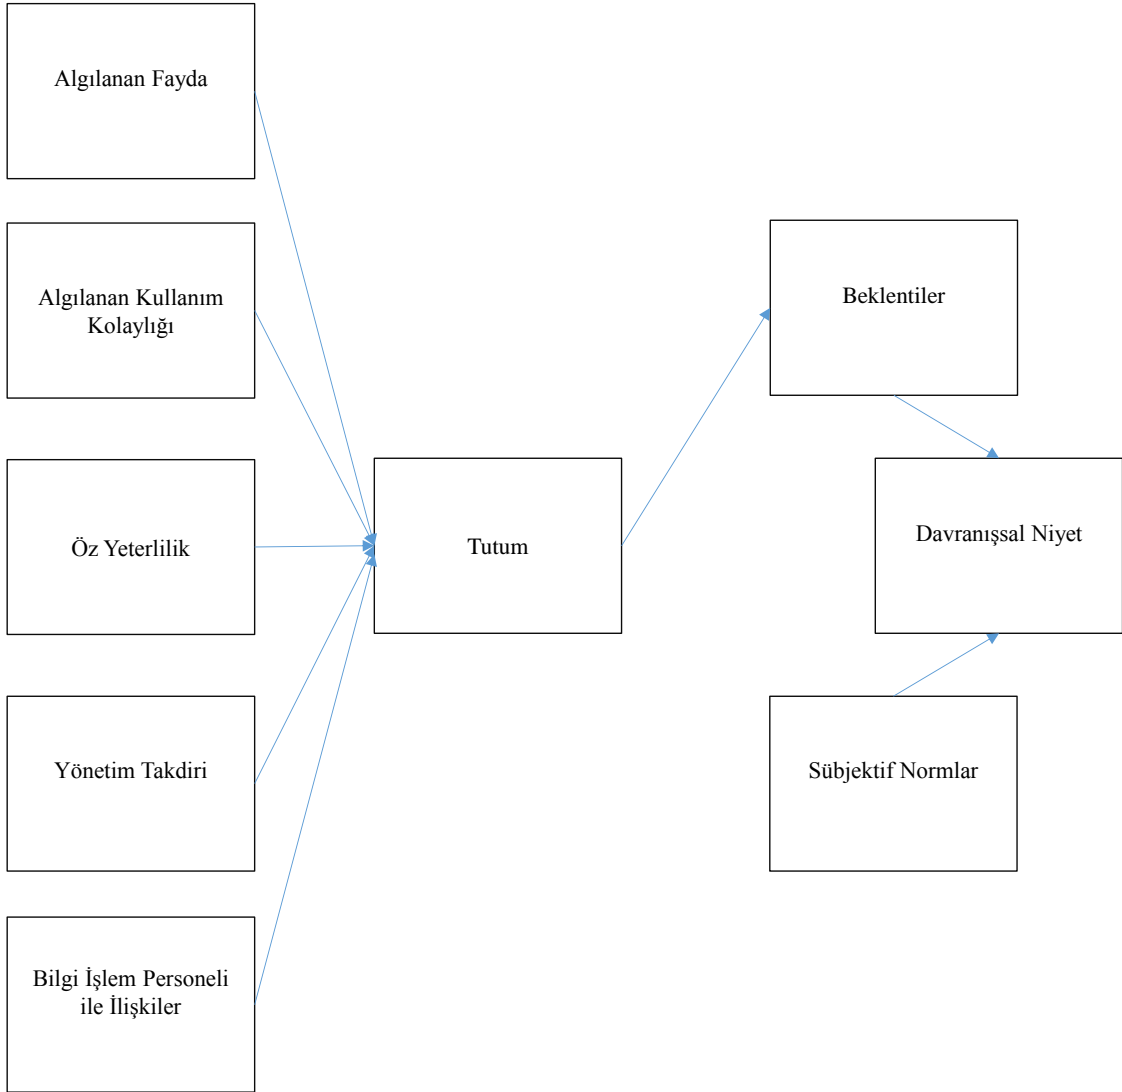 Algılanan Fayda
Algılanan Kullanım
Kolaylığı
Öz Yeterlilik
Yönetim Takdiri
Bilgi İşlem Personeli
ile İlişkiler
Tutum
Beklentiler
Davranışsal Niyet
Sübjektif Normlar